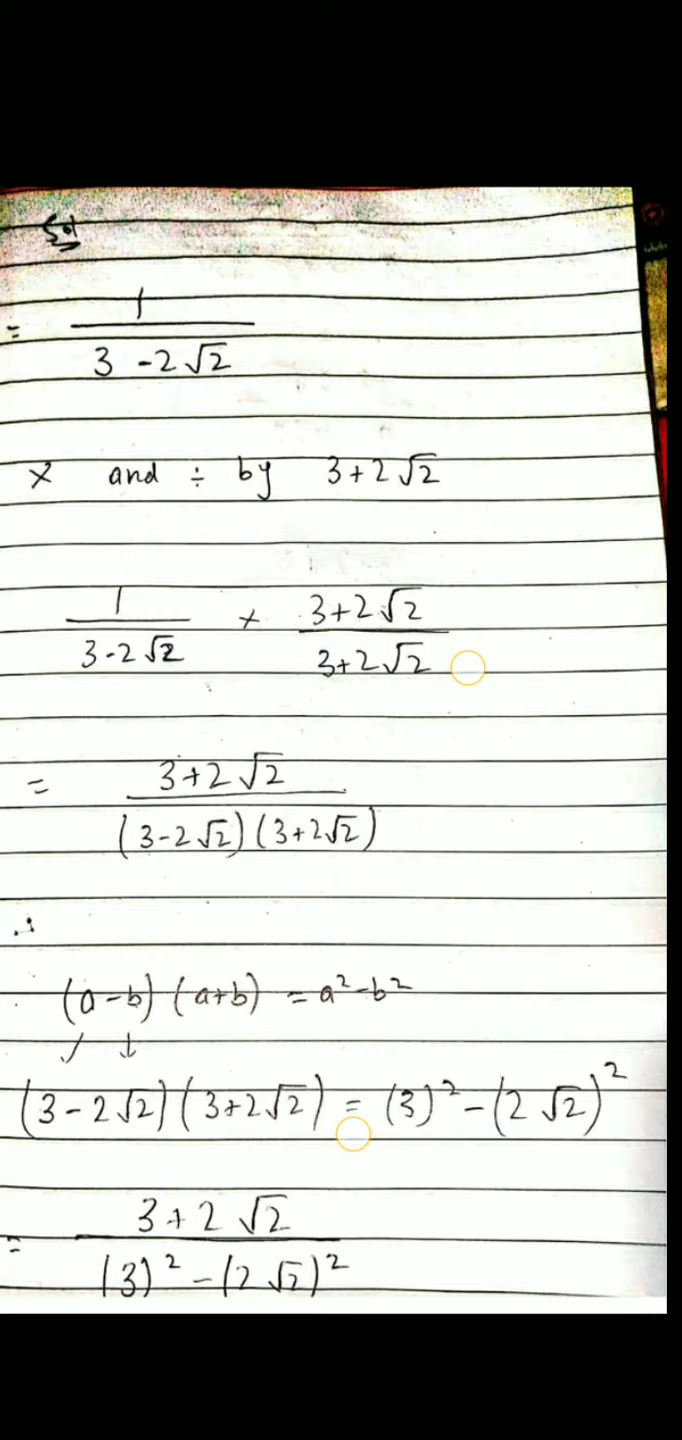 Sol
= 1 / (3 - 2√2)
× and ÷ by 3+2√2
1 / (3-2√2) × (3+2√2) / (3+2√2)
= (3+2√2) / ((3-2√2)(3+2√2))
∴
(a-b)(a+b) = a²-b²
↙ ↓
(3-2√2)(3+2√2) = (3)²-(2√2)²
= (3+2√2) / ((3)²-(2√2)²)